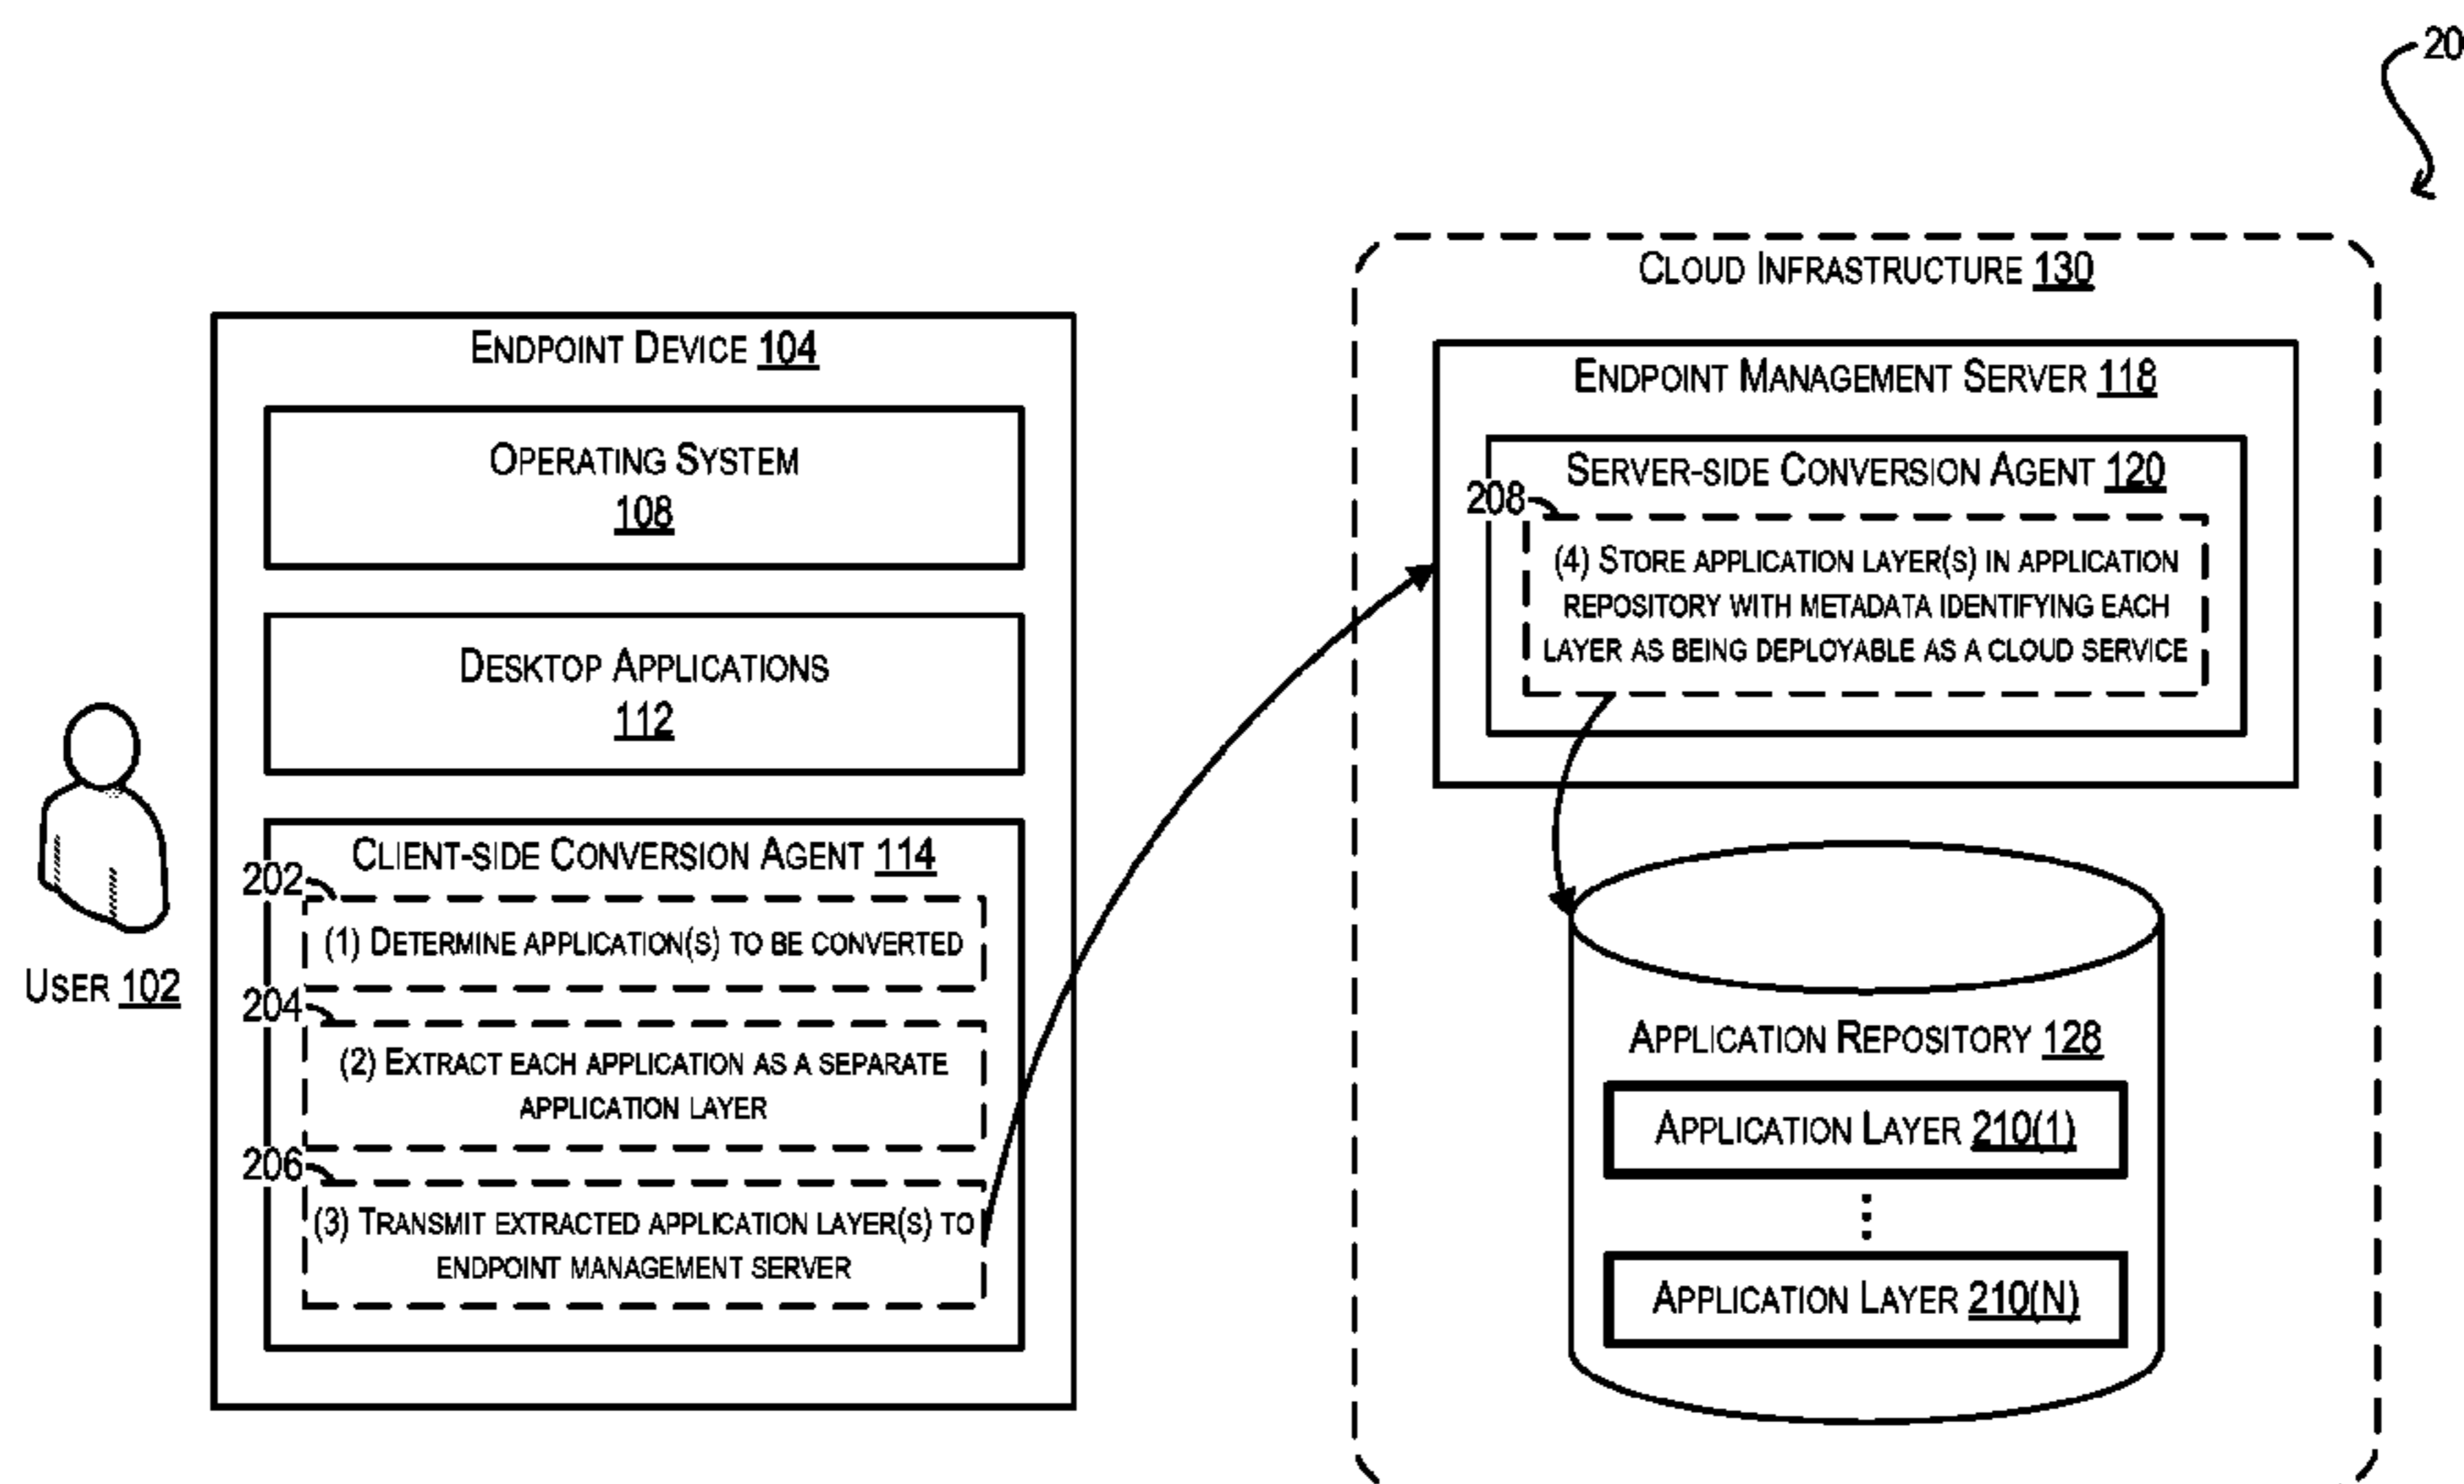 20
CLOUD INFRASTRUCTURE 130
ENDPOINT DEVICE 104
OPERATING SYSTEM
108
DESKTOP APPLICATIONS
112
CLIENT-SIDE CONVERSION AGENT 114
202
(1) DETERMINE APPLICATION(S) TO BE CONVERTED
204
(2) EXTRACT EACH APPLICATION AS A SEPARATE
APPLICATION LAYER
206
(3) TRANSMIT EXTRACTED APPLICATION LAYER(S) TO
ENDPOINT MANAGEMENT SERVER
USER 102
ENDPOINT MANAGEMENT SERVER 118
SERVER-SIDE CONVERSION AGENT 120
208
(4) STORE APPLICATION LAYER(S) IN APPLICATION
REPOSITORY WITH METADATA IDENTIFYING EACH
LAYER AS BEING DEPLOYABLE AS A CLOUD SERVICE
APPLICATION REPOSITORY 128
APPLICATION LAYER 210(1)
APPLICATION LAYER 210(N)